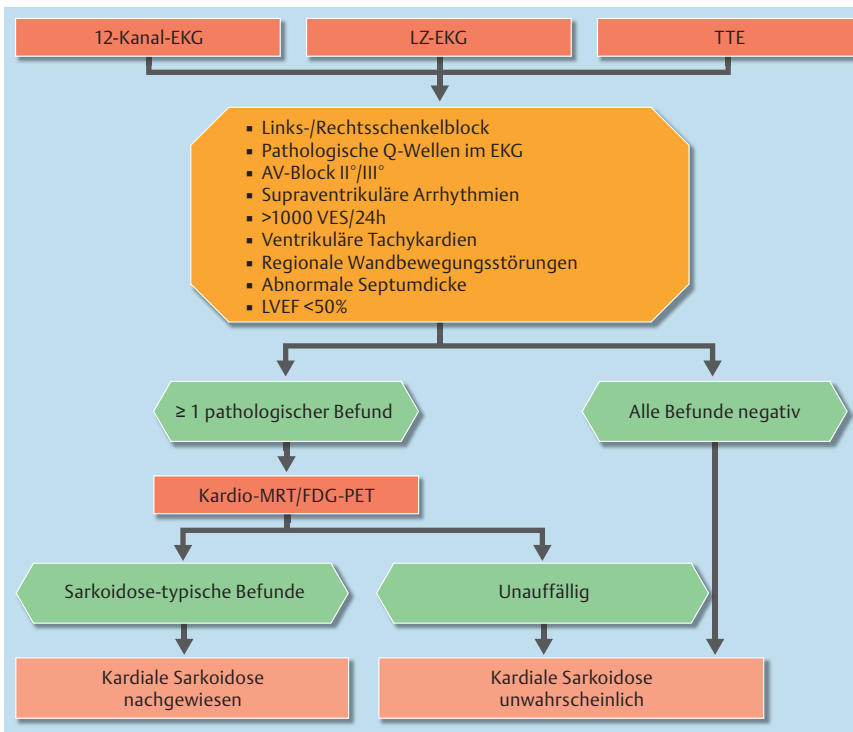 12-Kanal-EKG
LZ-EKG
TTE
▪ Links-/Rechtsschenkelblock
▪ Pathologische Q-Wellen im EKG
▪ AV-Block II°/III°
▪ Supraventrikuläre Arrhythmien
▪ >1000 VES/24h
▪ Ventrikuläre Tachykardien
▪ Regionale Wandbewegungsstörungen
▪ Abnormale Septumdicke
▪ LVEF <50%
≥ 1 pathologischer Befund
Alle Befunde negativ
Kardio-MRT/FDG-PET
Sarkoidose-typische Befunde
Unauffällig
Kardiale Sarkoidose
nachgewiesen
Kardiale Sarkoidose
unwahrscheinlich